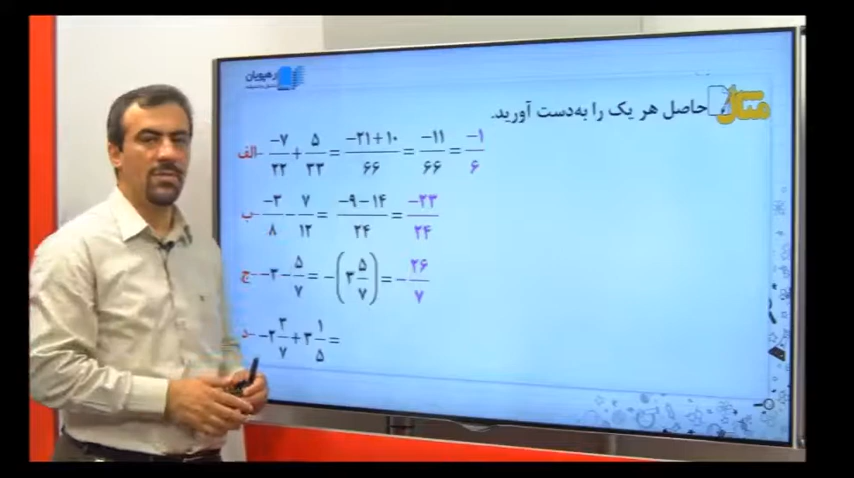 رهپویان
مثال
حاصل هر یک را به‌دست آورید.
الف- −۷/۲۲ + ۵/۳۳ = (−۲۱+۱۰)/۶۶ = −۱۱/۶۶ = −۱/۶
ب- −۳/۸ − ۷/۱۲ = (−۹−۱۴)/۲۴ = −۲۳/۲۴
ج- −۳ − ۵/۷ = −(۳ ۵/۷) = − ۲۶/۷
د- −۲ ۳/۷ + ۳ ۱/۵ =